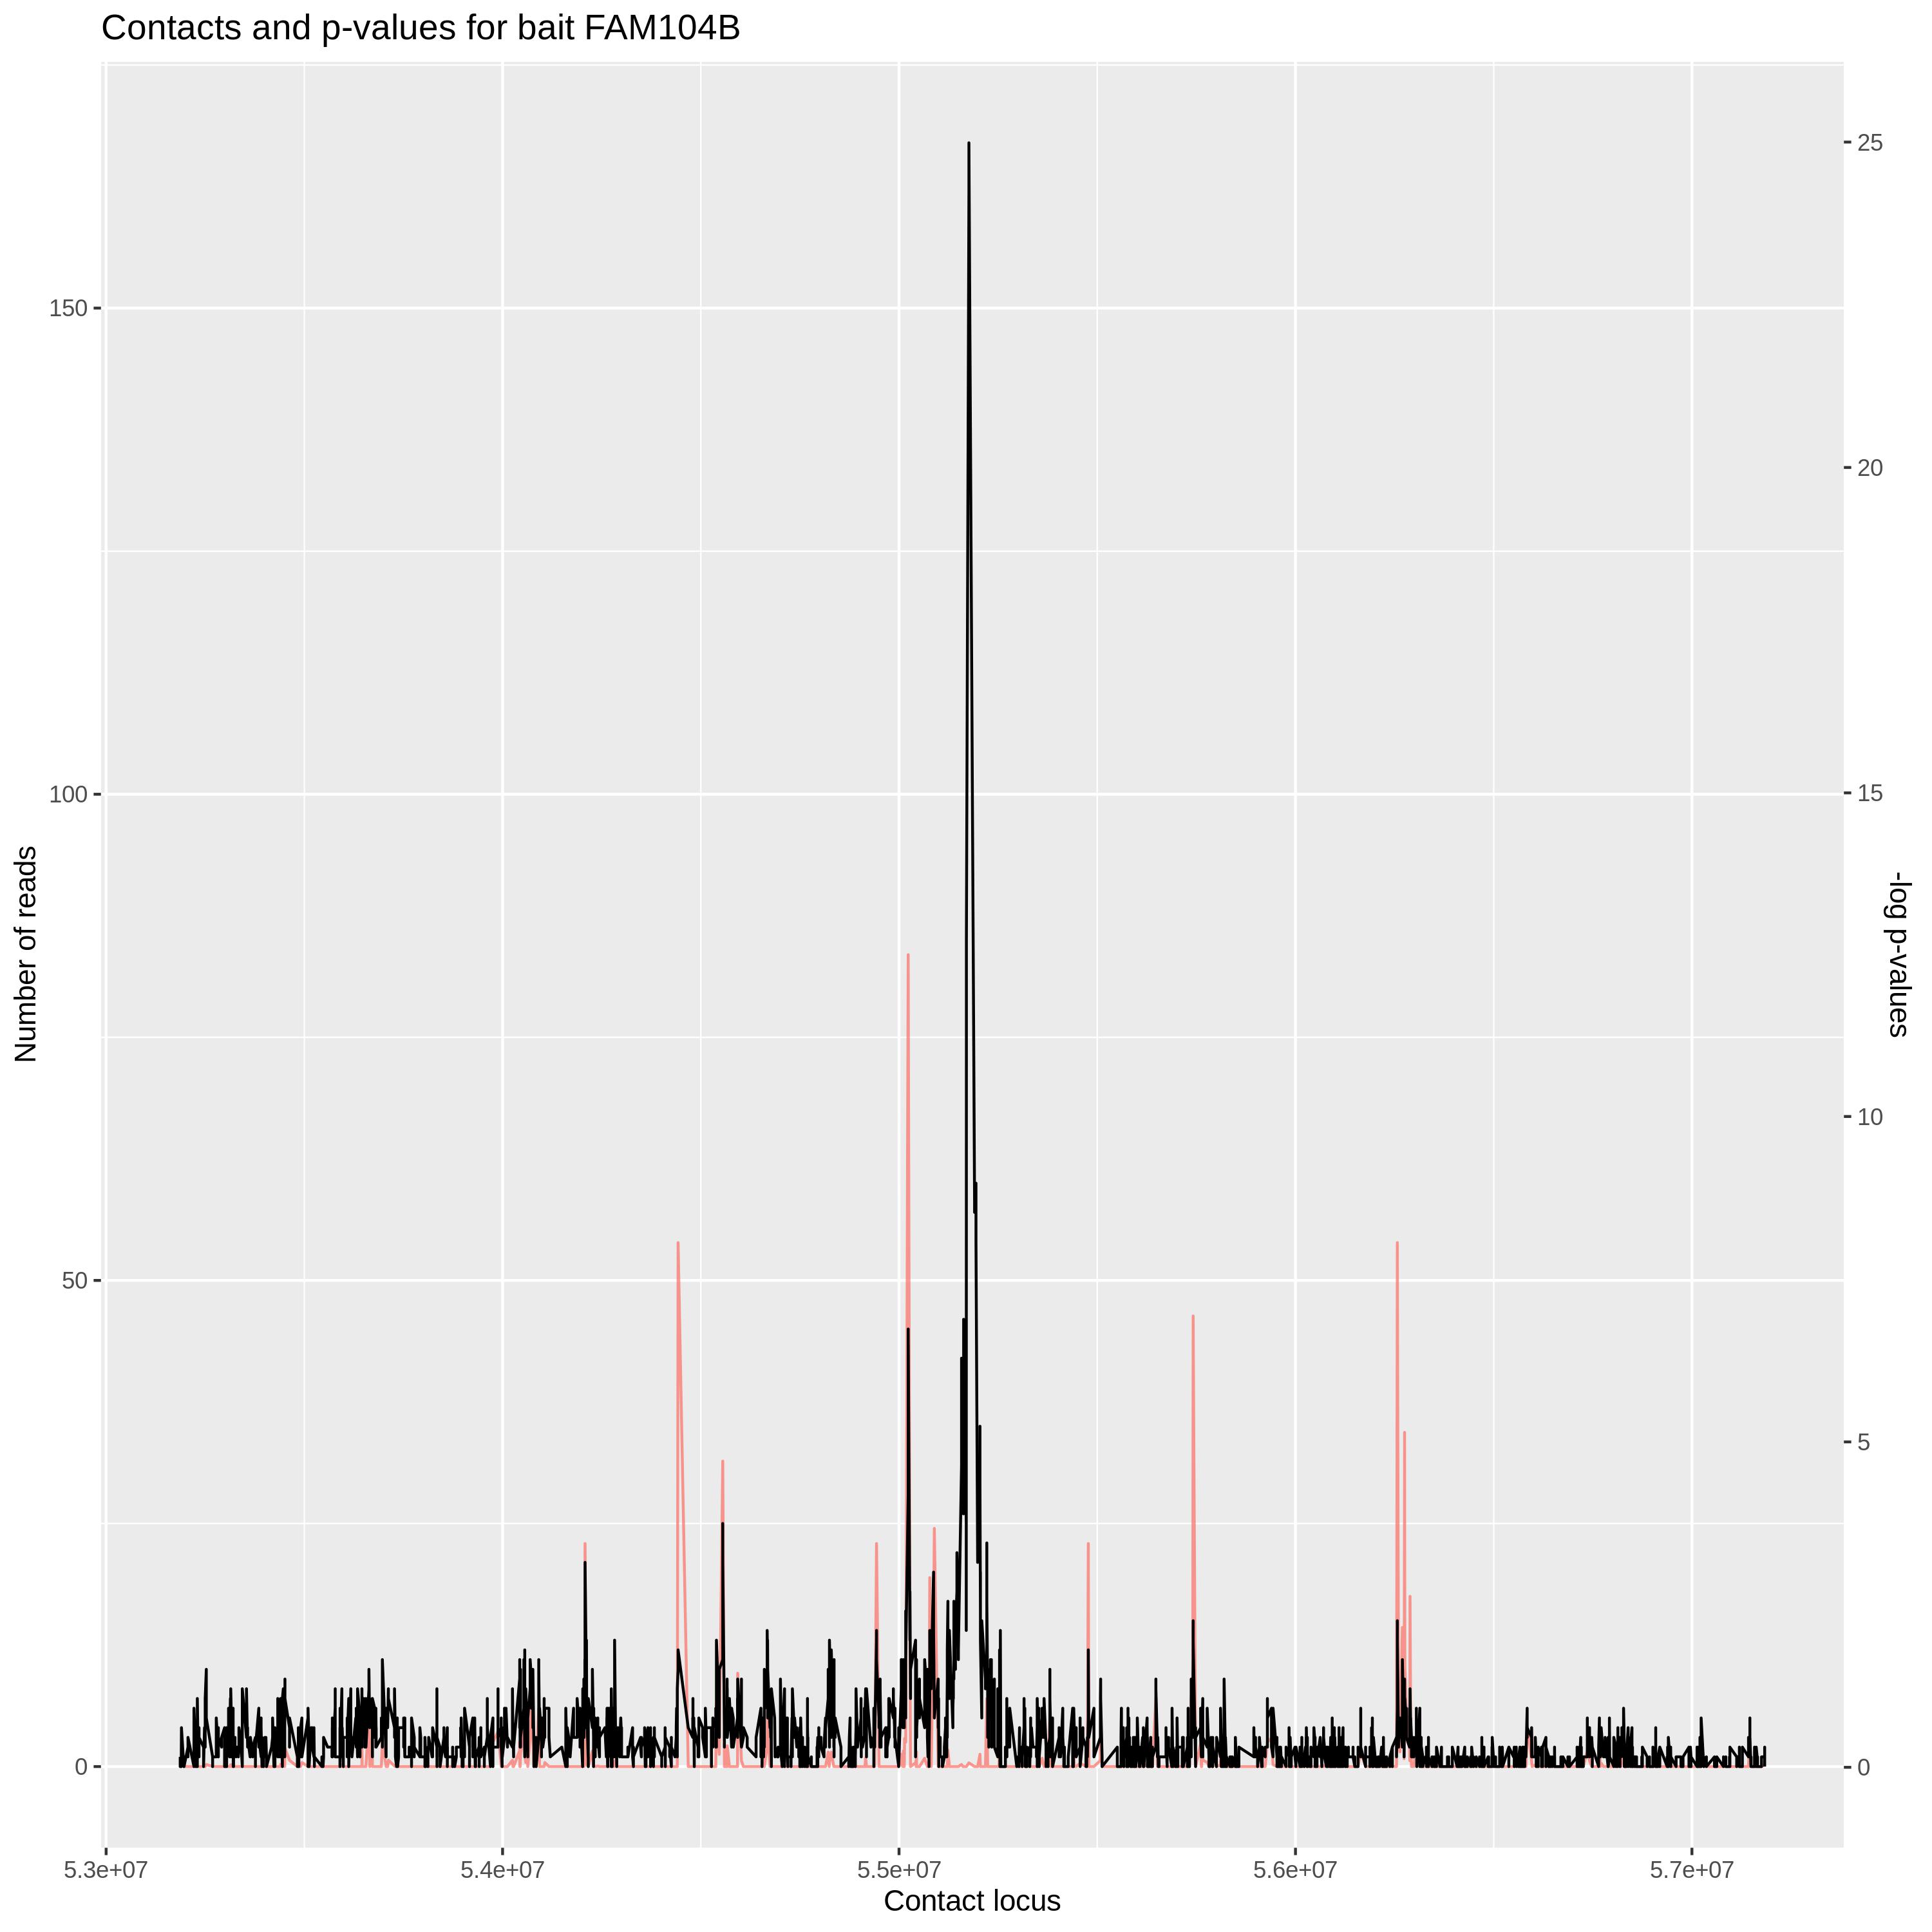 Contacts and p-values for bait FAM104B
Number of reads
150
100
50
0
25
20
15
10
5
0
-log p-values
5.3e+07
5.4e+07
5.5e+07
5.6e+07
5.7e+07
Contact locus